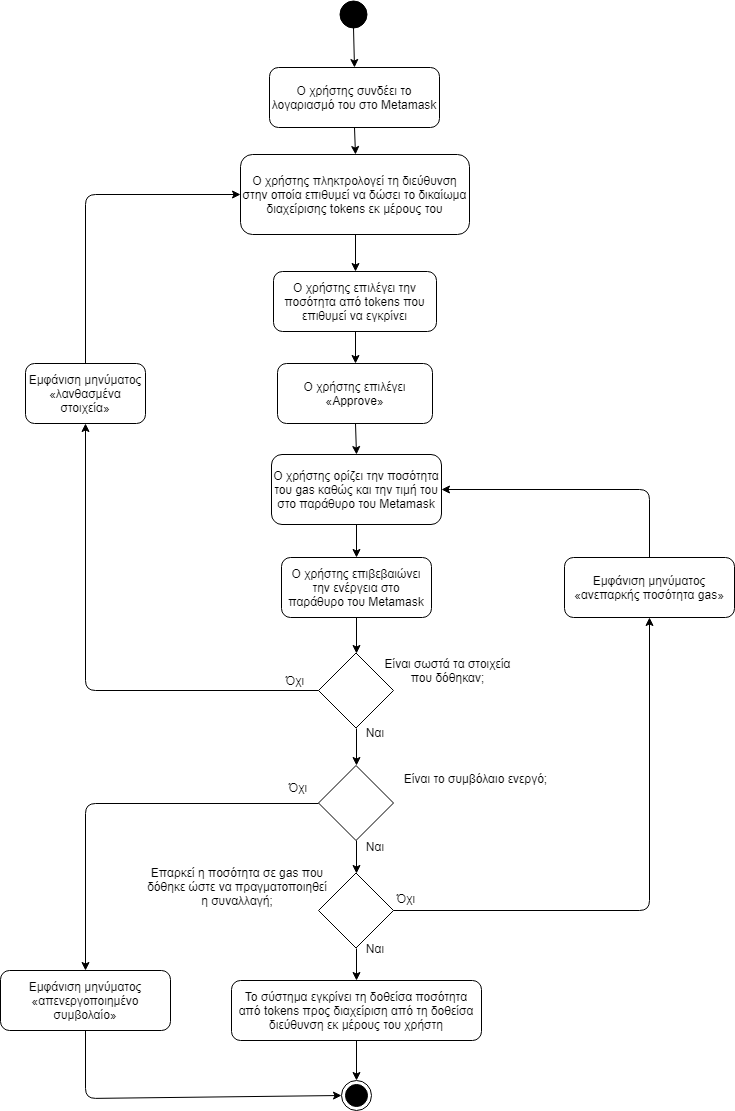 Ο χρήστης συνδέει το
λογαριασμό του στο Metamask
Ο χρήστης πληκτρολογεί τη διεύθυνση
στην οποία επιθυμεί να δώσει το δικαίωμα
διαχείρισης tokens εκ μέρους του
Ο χρήστης επιλέγει την
ποσότητα από tokens που
επιθυμεί να εγκρίνει
Εμφάνιση μηνύματος
«λανθασμένα
στοιχεία»
Ο χρήστης επιλέγει
«Approve»
Ο χρήστης ορίζει την ποσότητα
του gas καθώς και την τιμή του
στο παράθυρο του Metamask
Ο χρήστης επιβεβαιώνει
την ενέργεια στο
παράθυρο του Metamask
Εμφάνιση μηνύματος
«ανεπαρκής ποσότητα gas»
Είναι σωστά τα στοιχεία
που δόθηκαν;
Όχι
Ναι
Είναι το συμβόλαιο ενεργό;
Όχι
Ναι
Επαρκεί η ποσότητα σε gas που
δόθηκε ώστε να πραγματοποιηθεί
η συναλλαγή;
Όχι
Ναι
Εμφάνιση μηνύματος
«απενεργοποιημένο
συμβολαίο»
Το σύστημα εγκρίνει τη δοθείσα ποσότητα
από tokens προς διαχείριση από τη δοθείσα
διεύθυνση εκ μέρους του χρήστη